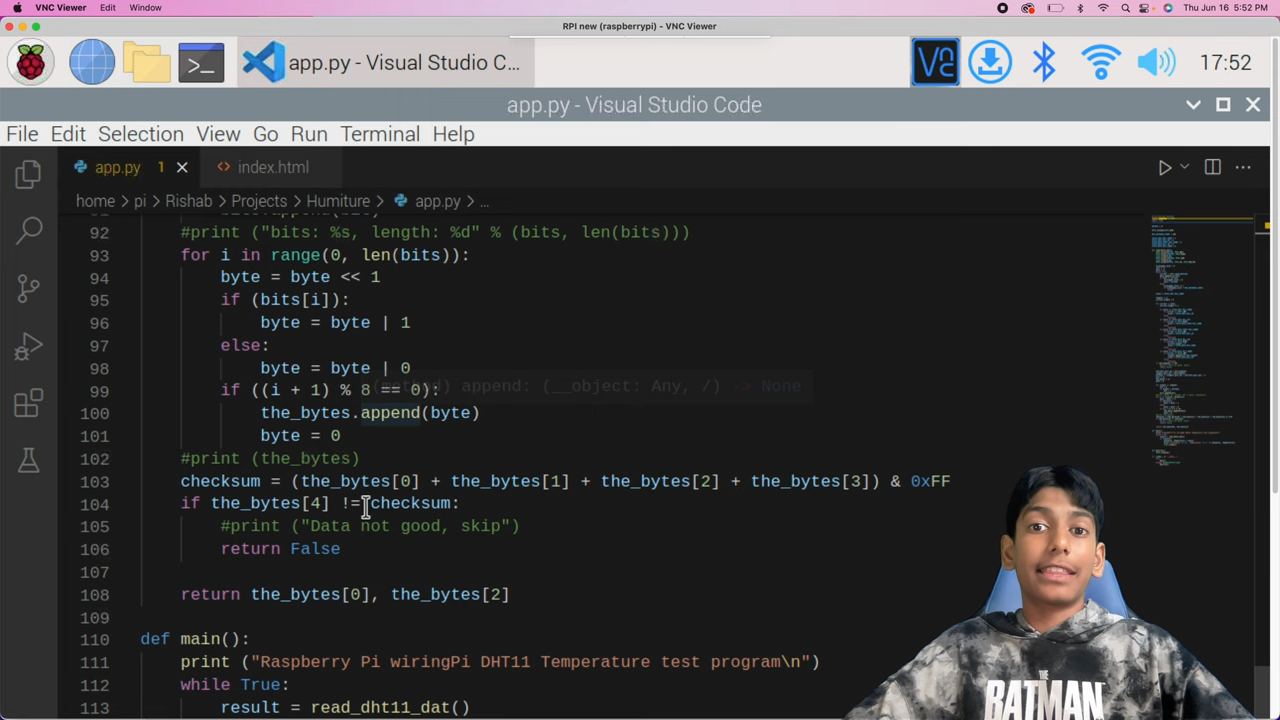 VNC Viewer Edit Window Thu Jun 16 5:52 PM
RPI new (raspberrypi) - VNC Viewer
app.py - Visual Studio C... 17:52
app.py - Visual Studio Code
File Edit Selection View Go Run Terminal Help
app.py 1 index.html
home > pi > Rishab > Projects > Humiture > app.py > ...
92 #print ("bits: %s, length: %d" % (bits, len(bits)))
93 for i in range(0, len(bits)):
94 byte = byte << 1
95 if (bits[i]):
96 byte = byte | 1
97 else:
98 byte = byte | 0
(method) append: (__object: Any, /) > None
99 if ((i + 1) % 8 == 0):
100 the_bytes.append(byte)
101 byte = 0
102 #print (the_bytes)
103 checksum = (the_bytes[0] + the_bytes[1] + the_bytes[2] + the_bytes[3]) & 0xFF
104 if the_bytes[4] != checksum:
105 #print ("Data not good, skip")
106 return False
107
108 return the_bytes[0], the_bytes[2]
109
110 def main():
111 print ("Raspberry Pi wiringPi DHT11 Temperature test program\n")
112 while True:
113 result = read_dht11_dat()
THE
BATMAN